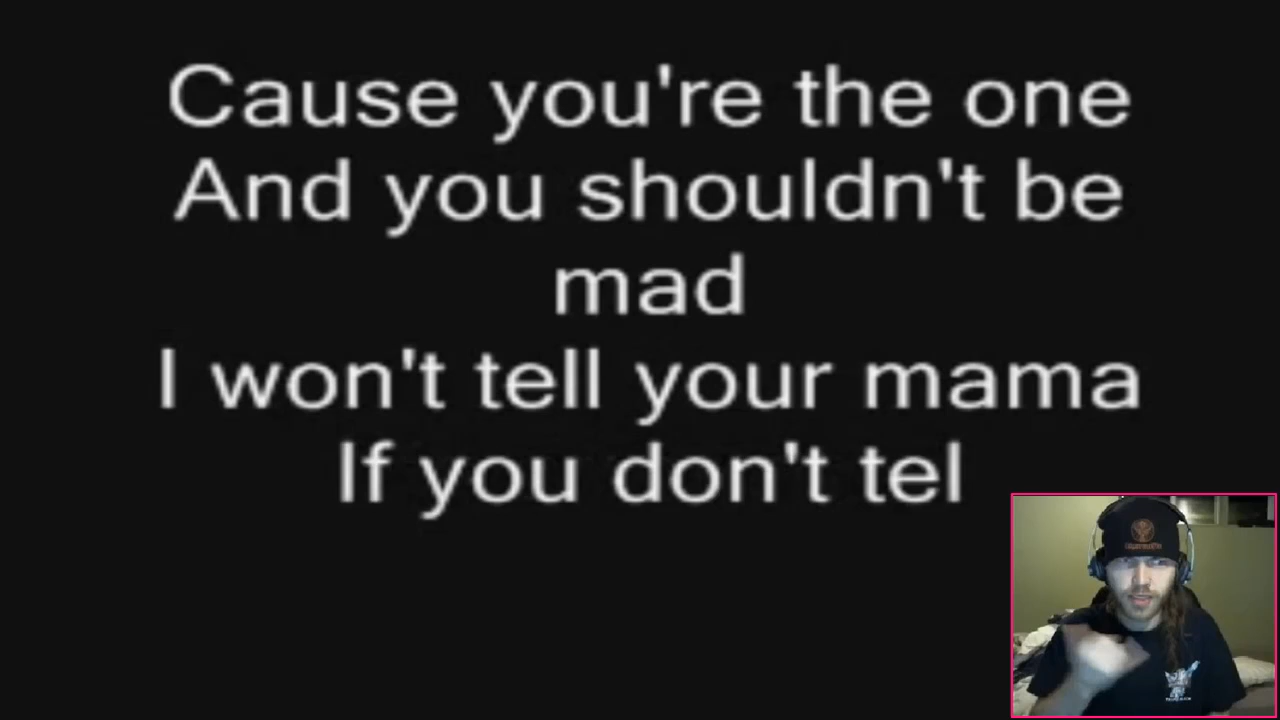 Cause you're the one
And you shouldn't be
mad
I won't tell your mama
If you don't tel